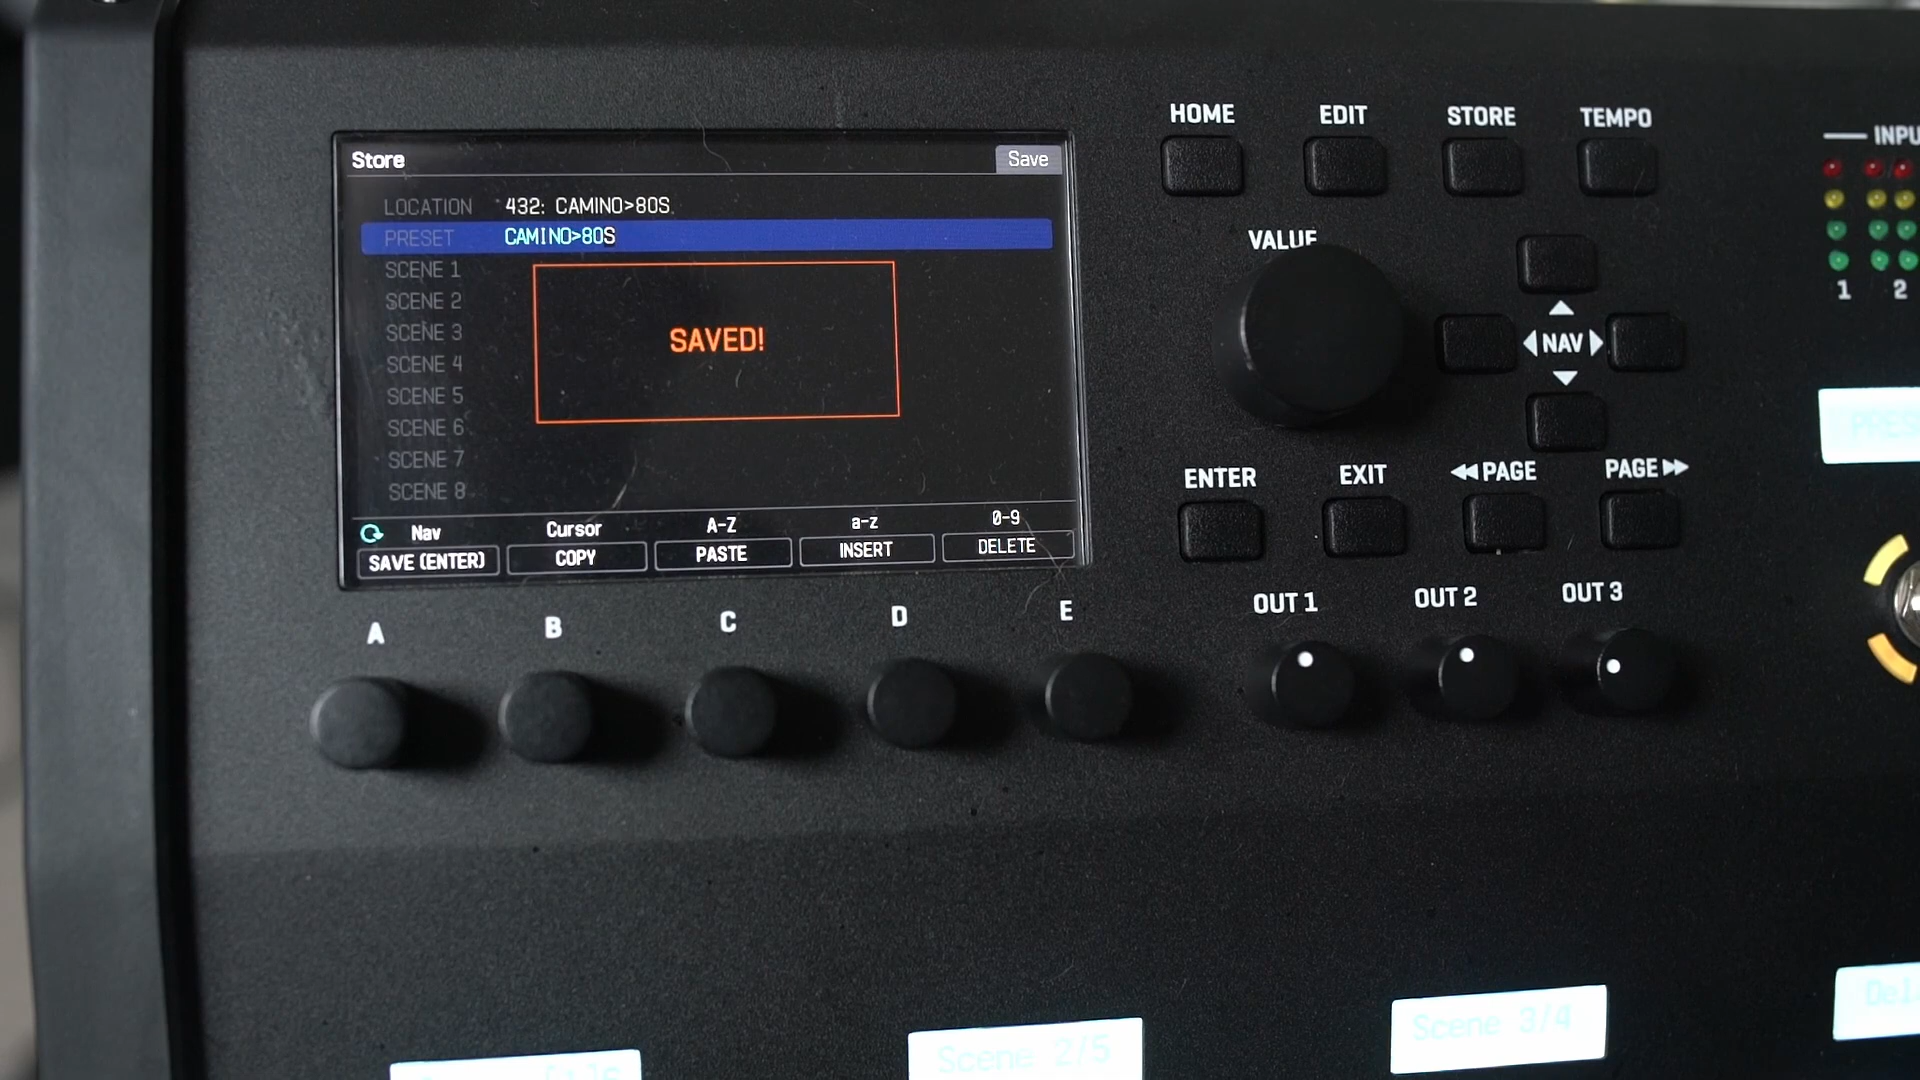 Store
Save
LOCATION 432: CAMINO>80S
PRESET CAMINO>80S
SCENE 1
SCENE 2
SCENE 3
SCENE 4
SCENE 5
SCENE 6
SCENE 7
SCENE 8
SAVED!
Nav Cursor A-Z a-z 0-9
SAVE (ENTER) COPY PASTE INSERT DELETE
A B C D E
HOME EDIT STORE TEMPO
VALUE
NAV
ENTER EXIT PAGE PAGE
OUT 1 OUT 2 OUT 3
1 2
Scene 2/5
Scene 3/4